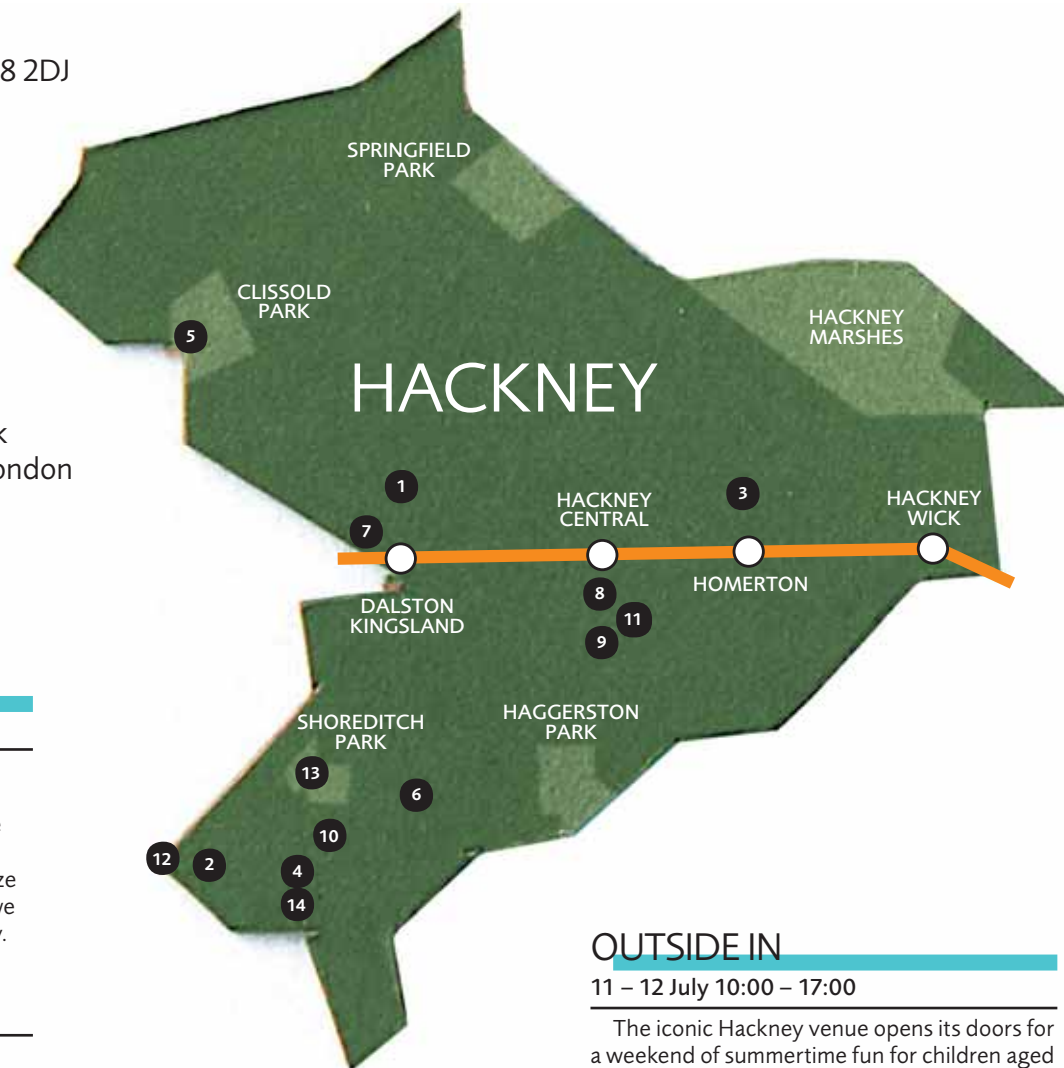 8 2DJ
SPRINGFIELD
PARK
CLISSOLD
PARK
HACKNEY
MARSHES
5
HACKNEY
k
ondon
1
HACKNEY
CENTRAL
3
HACKNEY
WICK
7
DALSTON
KINGSLAND
8
HOMERTON
11
9
SHOREDITCH
PARK
HAGGERSTON
PARK
13
6
10
12
2
4
14
ze
ve
y.
OUTSIDE IN
11 – 12 July 10:00 – 17:00
The iconic Hackney venue opens its doors for
a weekend of summertime fun for children aged